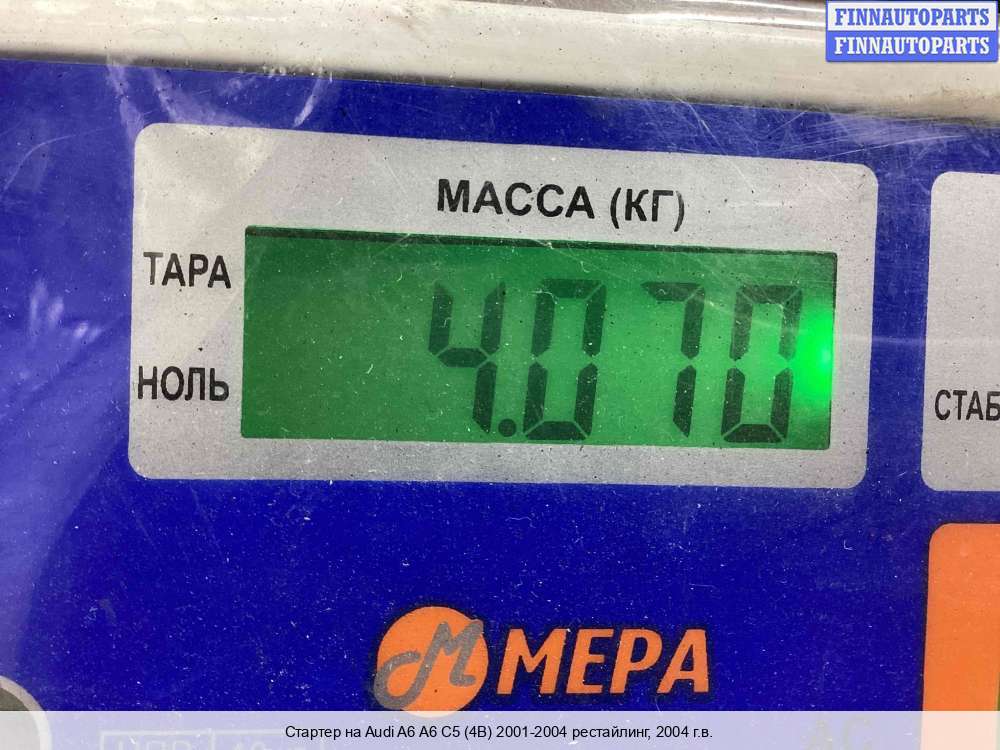 FINNAUTOPARTS
FINNAUTOPARTS
МАССА (КГ)
ТАРА
4.070
НОЛЬ
СТАБ
МЕРА
Стартер на Audi A6 A6 C5 (4B) 2001-2004 рестайлинг, 2004 г.в.